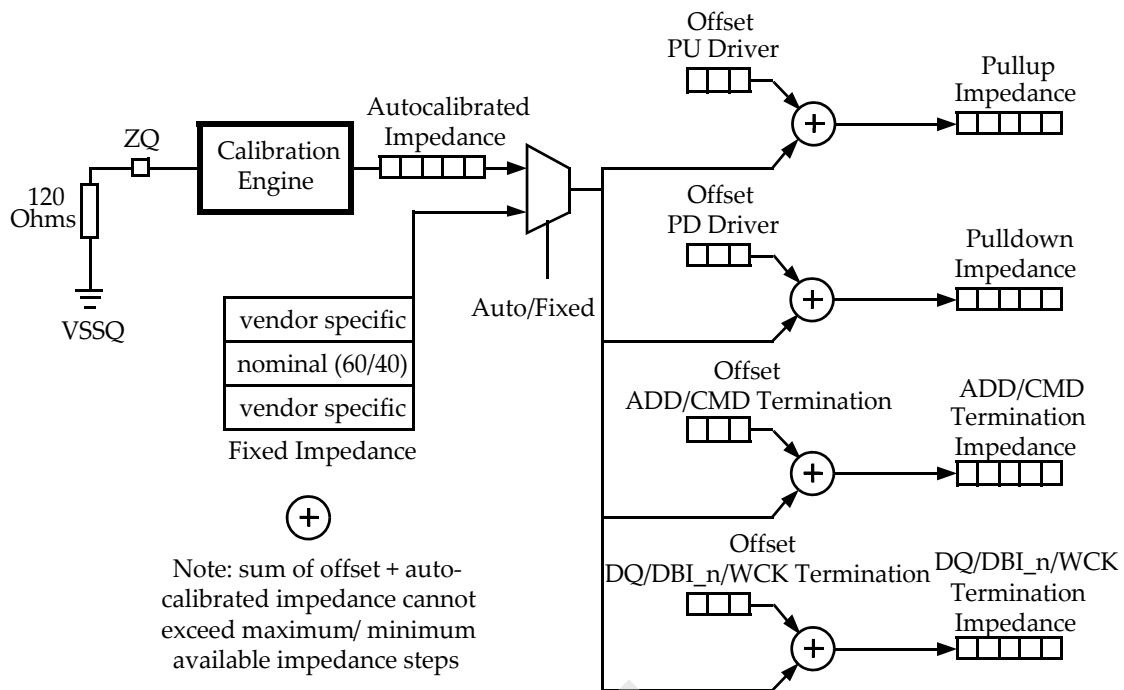 Offset
PU Driver
Pullup
Impedance
+
Autocalibrated
Impedance
ZQ
Calibration
Engine
120
Ohms
VSSQ
Auto/Fixed
vendor specific
nominal (60/40)
vendor specific
Fixed Impedance
Offset
PD Driver
Pulldown
Impedance
+
Offset
ADD/CMD Termination
ADD/CMD
Termination
Impedance
+
Offset
DQ/DBI_n/WCK Termination
DQ/DBI_n/WCK
Termination
Impedance
+
+
Note: sum of offset + auto-
calibrated impedance cannot
exceed maximum/ minimum
available impedance steps